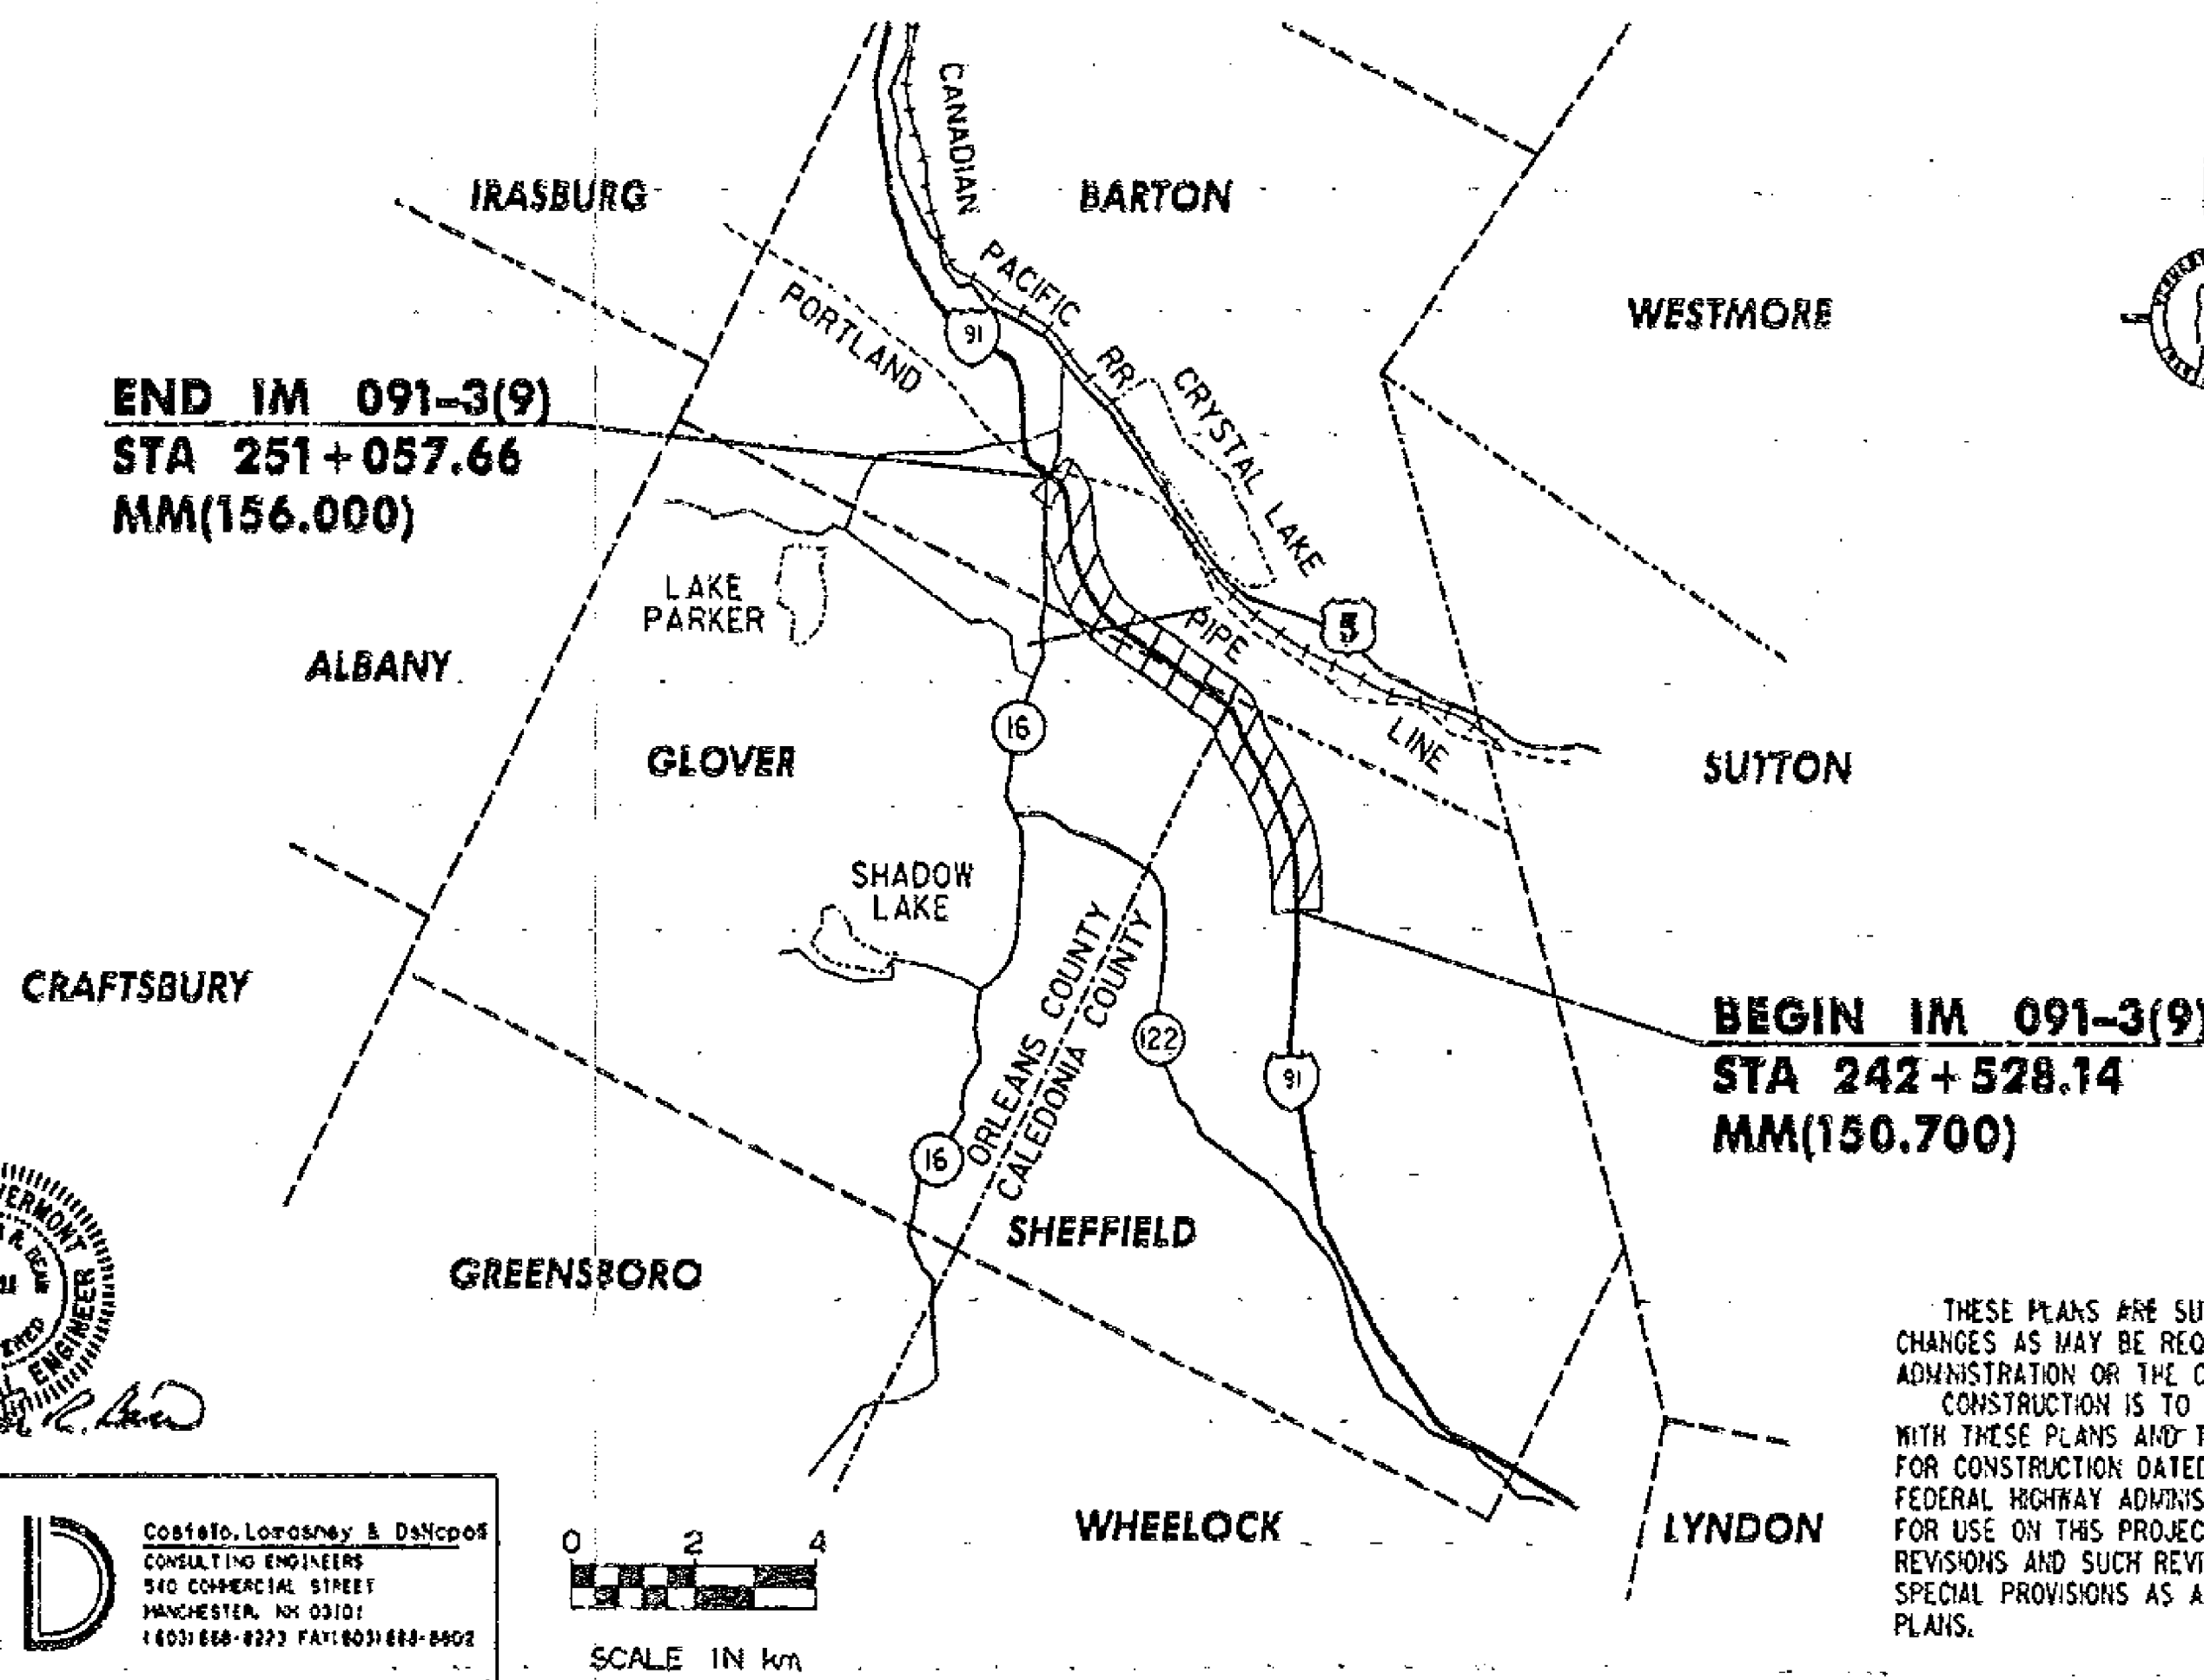 CANADIAN
PACIFIC
RR
IRASBURG
BARTON
WESTMORE
PORTLAND
91
CRYSTAL LAKE
END IM 091-3(9)
STA 251+057.66
MM(156.000)
LAKE
PARKER
PIPE
5
LINE
ALBANY
16
GLOVER
SUTTON
SHADOW
LAKE
CRAFTSBURY
ORLEANS COUNTY
CALEDONIA COUNTY
122
91
BEGIN IM 091-3(9)
STA 242+528.14
MM(150.700)
16
SHEFFIELD
GREENSBORO
VERMONT
ENGINEER
THESE PLANS ARE SU
CHANGES AS MAY BE REQ
ADMINISTRATION OR THE C
CONSTRUCTION IS TO
WITH THESE PLANS AND T
FOR CONSTRUCTION DATED
FEDERAL HIGHWAY ADMINIS
FOR USE ON THIS PROJEC
REVISIONS AND SUCH REVI
SPECIAL PROVISIONS AS A
PLANS.
WHEELOCK
LYNDON
CONSULTING ENGINEERS
540 COMMERCIAL STREET
MANCHESTER, NH 03101
0 2 4
SCALE IN km